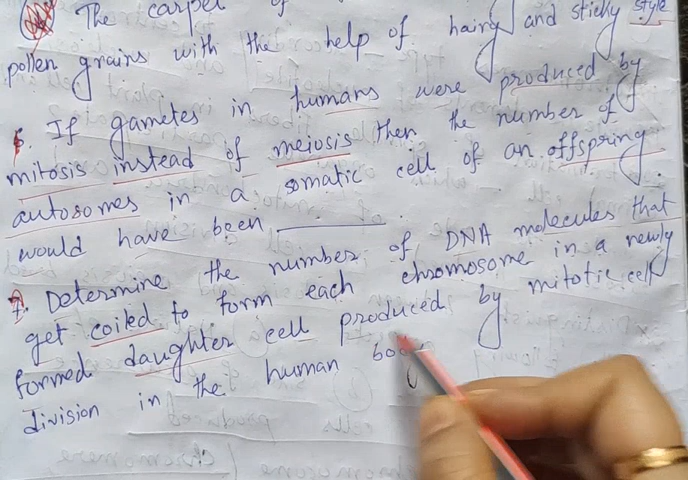 The carpel of
pollen grains with the help of hairy and sticky style
6. If gametes in humans were produced by
mitosis instead of meiosis then the number of
autosomes in a somatic cell of an offspring
would have been ________.
7. Determine the number of DNA molecules that
get coiled to form each chromosome in a newly
formed daughter cell produced by mitotic cell
division in the human